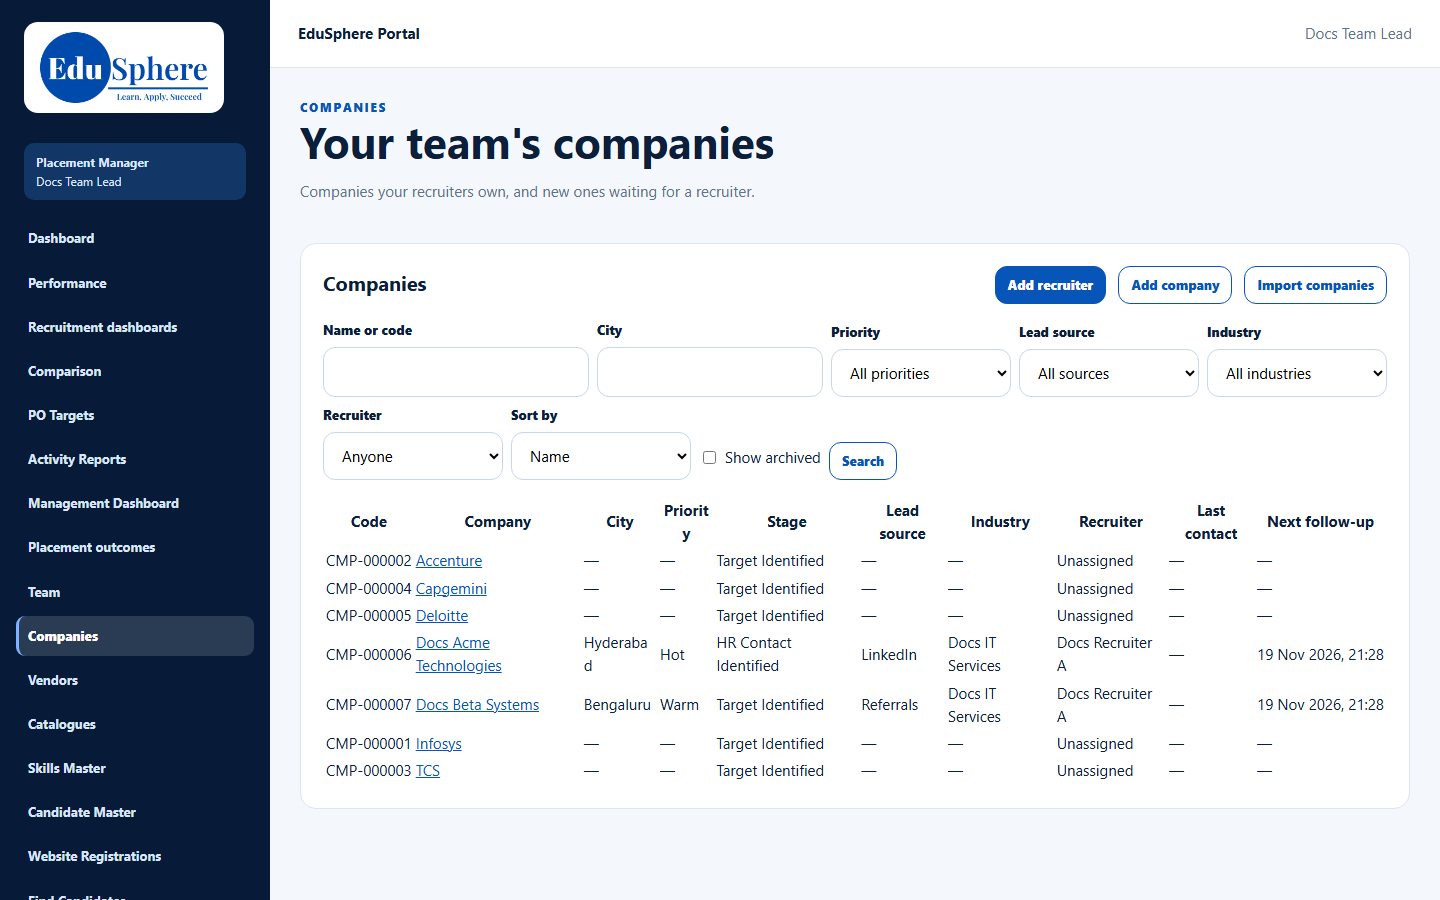 EduSphere
Learn. Apply. Succeed
Placement Manager
Docs Team Lead
Dashboard
Performance
Recruitment dashboards
Comparison
PO Targets
Activity Reports
Management Dashboard
Placement outcomes
Team
Companies
Vendors
Catalogues
Skills Master
Candidate Master
Website Registrations
Find Candidates
EduSphere Portal
Docs Team Lead
COMPANIES
Your team's companies
Companies your recruiters own, and new ones waiting for a recruiter.
Companies
Add recruiter
Add company
Import companies
Name or code
City
Priority
Lead source
Industry
All priorities
All sources
All industries
Recruiter
Sort by
Anyone
Name
Show archived
Search
Code Company City Priority Stage Lead source Industry Recruiter Last contact Next follow-up
CMP-000002 Accenture — — Target Identified — — Unassigned — —
CMP-000004 Capgemini — — Target Identified — — Unassigned — —
CMP-000005 Deloitte — — Target Identified — — Unassigned — —
CMP-000006 Docs Acme Technologies Hyderabad Hot HR Contact Identified LinkedIn Docs IT Services Docs Recruiter A — 19 Nov 2026, 21:28
CMP-000007 Docs Beta Systems Bengaluru Warm Target Identified Referrals Docs IT Services Docs Recruiter A — 19 Nov 2026, 21:28
CMP-000001 Infosys — — Target Identified — — Unassigned — —
CMP-000003 TCS — — Target Identified — — Unassigned — —